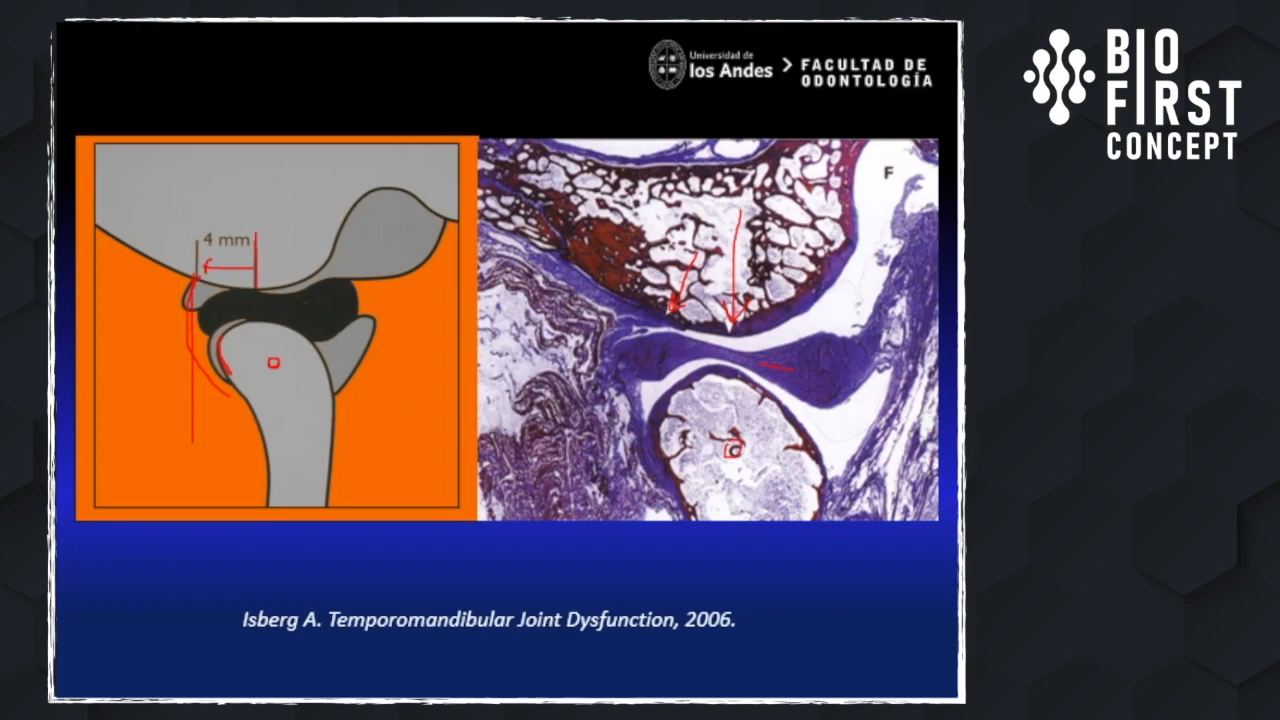 Universidad de
los Andes
FACULTAD DE
ODONTOLOGÍA
BIO
FIRST
CONCEPT
4 mm
F
C
Isberg A. Temporomandibular Joint Dysfunction, 2006.